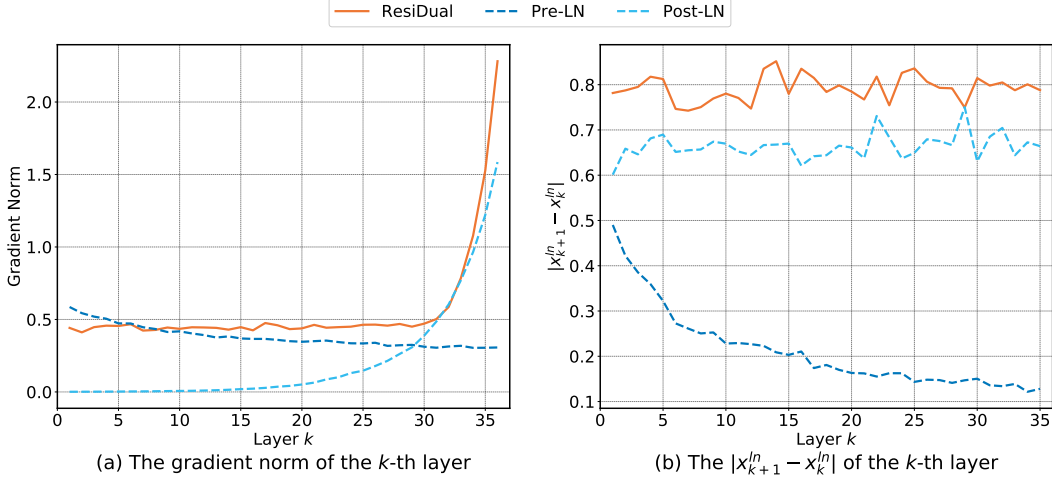 ResiDual Pre-LN Post-LN
Gradient Norm
2.0
1.5
1.0
0.5
0.0
0 5 10 15 20 25 30 35
Layer k
(a) The gradient norm of the k-th layer
|x^{ln}_{k+1} − x^{ln}_k|
0.8
0.7
0.6
0.5
0.4
0.3
0.2
0.1
0 5 10 15 20 25 30 35
Layer k
(b) The |x^{ln}_{k+1} − x^{ln}_k| of the k-th layer